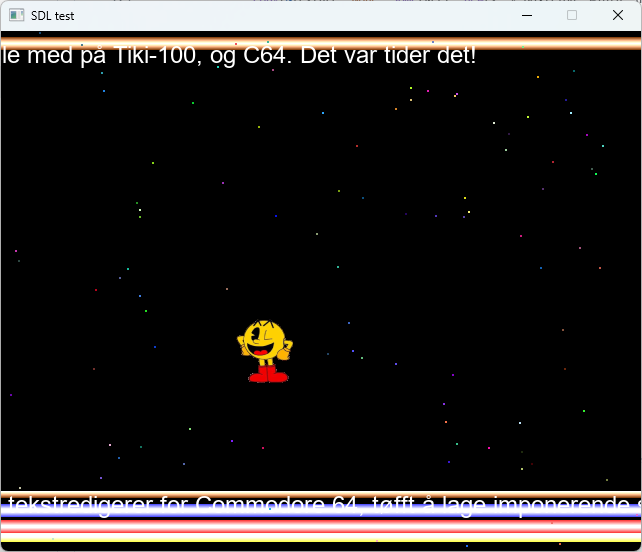 SDL test
le med på Tiki-100, og C64. Det var tider det!
tekstredigerer for Commodore 64, tøfft å lage imponerende